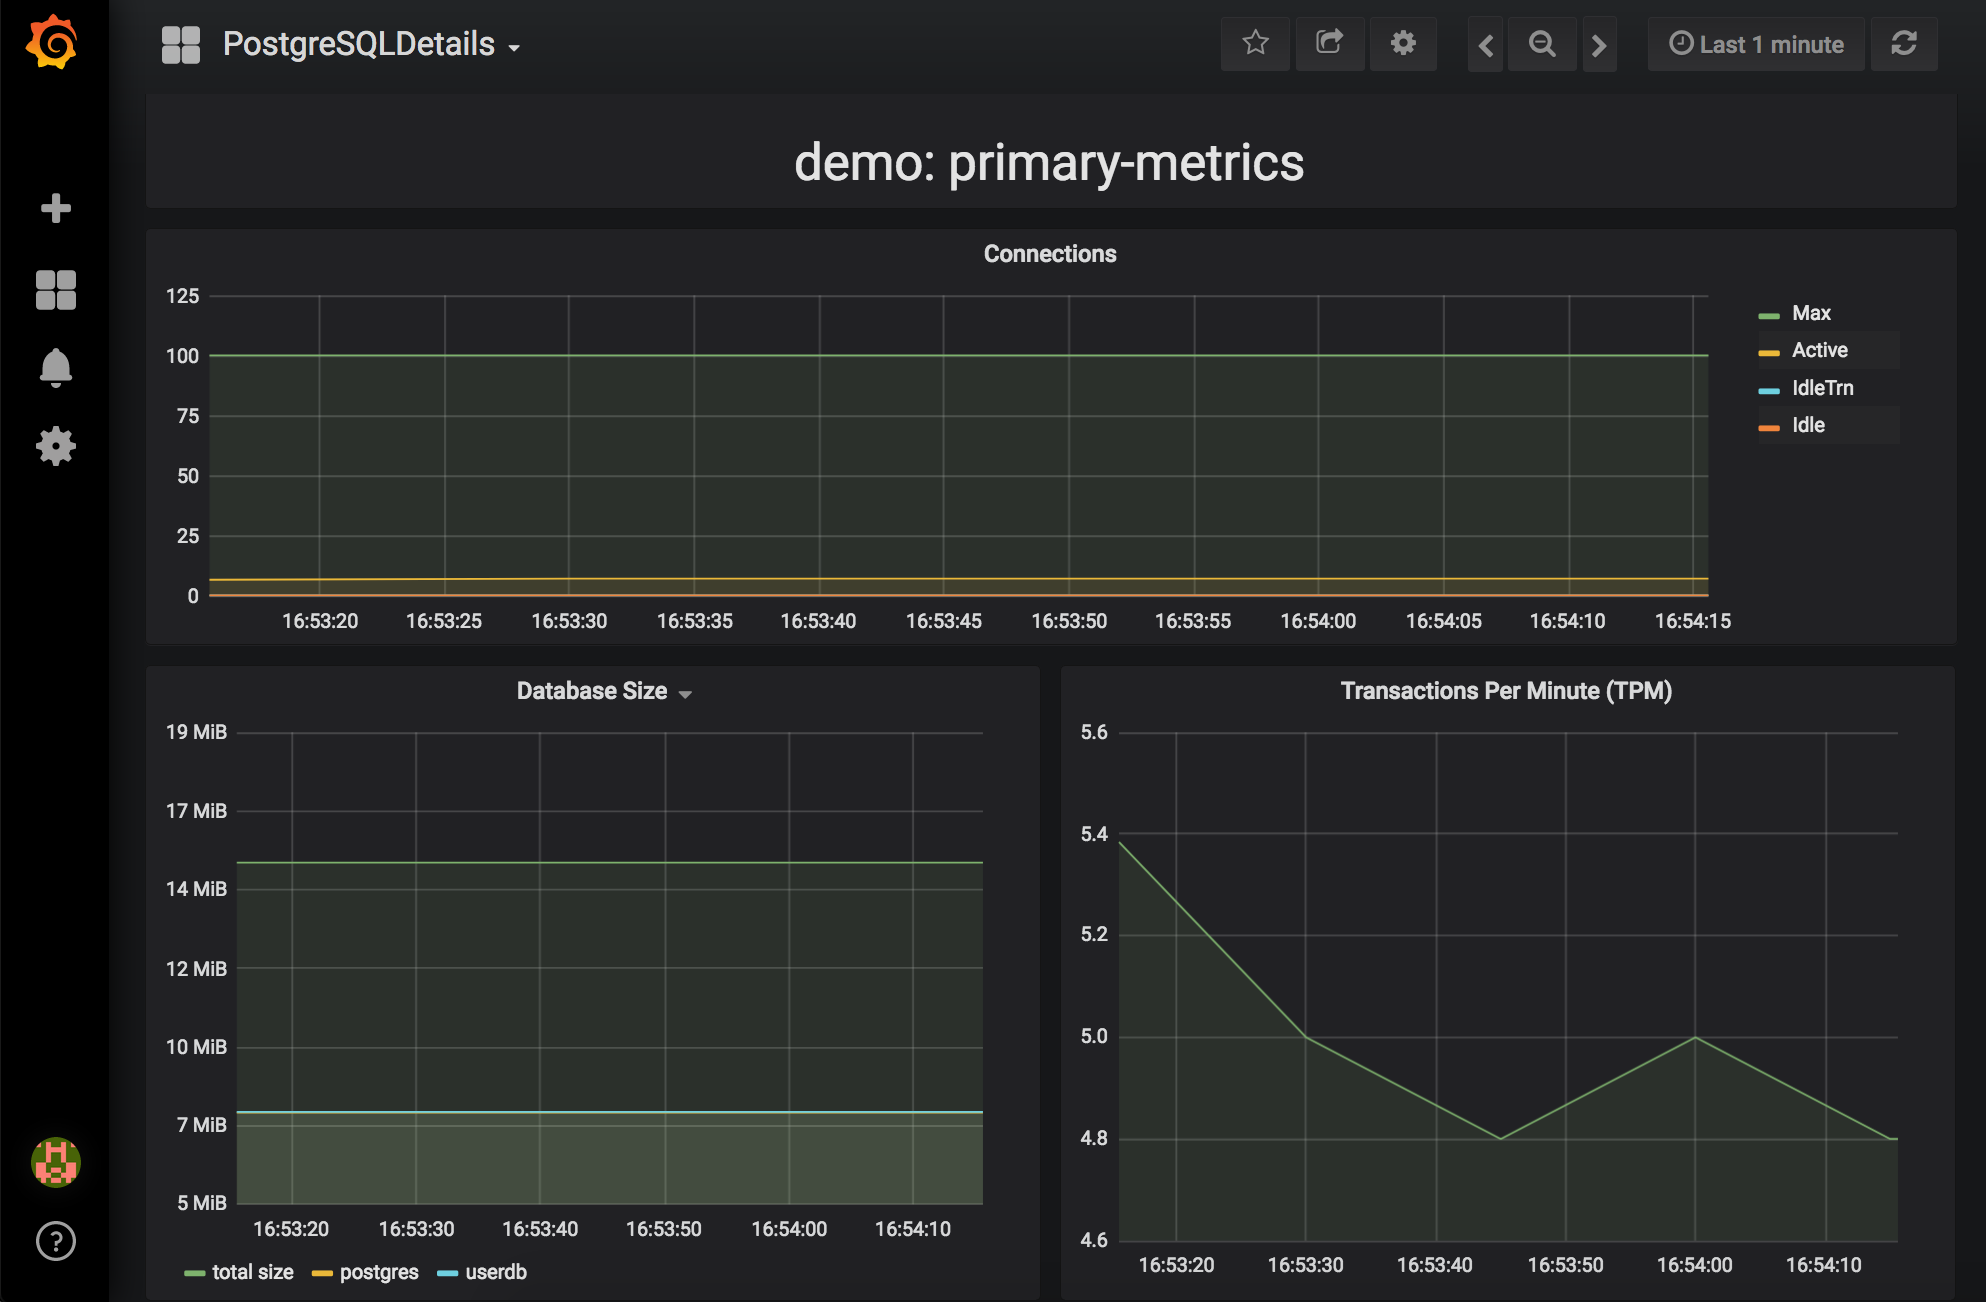 PostgreSQLDetails
Last 1 minute
demo: primary-metrics
Connections
125
100
75
50
25
0
16:53:20 16:53:25 16:53:30 16:53:35 16:53:40 16:53:45 16:53:50 16:53:55 16:54:00 16:54:05 16:54:10 16:54:15
Max
Active
IdleTrn
Idle
Database Size
19 MiB
17 MiB
14 MiB
12 MiB
10 MiB
7 MiB
5 MiB
16:53:20 16:53:30 16:53:40 16:53:50 16:54:00 16:54:10
total size postgres userdb
Transactions Per Minute (TPM)
5.6
5.4
5.2
5.0
4.8
4.6
16:53:20 16:53:30 16:53:40 16:53:50 16:54:00 16:54:10